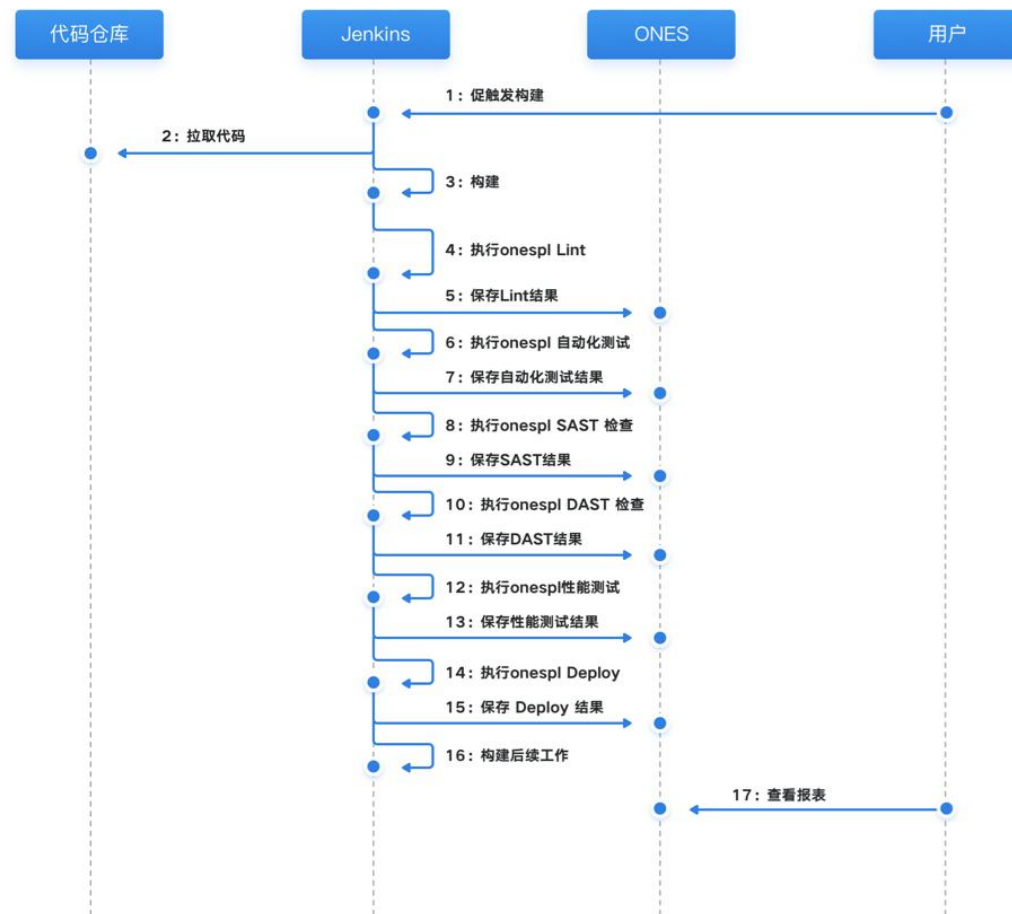 代码仓库
Jenkins
ONES
用户
1：促触发构建
2：拉取代码
3：构建
4：执行onespl Lint
5：保存Lint结果
6：执行onespl 自动化测试
7：保存自动化测试结果
8：执行onespl SAST 检查
9：保存SAST结果
10：执行onespl DAST 检查
11：保存DAST结果
12：执行onespl性能测试
13：保存性能测试结果
14：执行onespl Deploy
15：保存 Deploy 结果
16：构建后续工作
17：查看报表